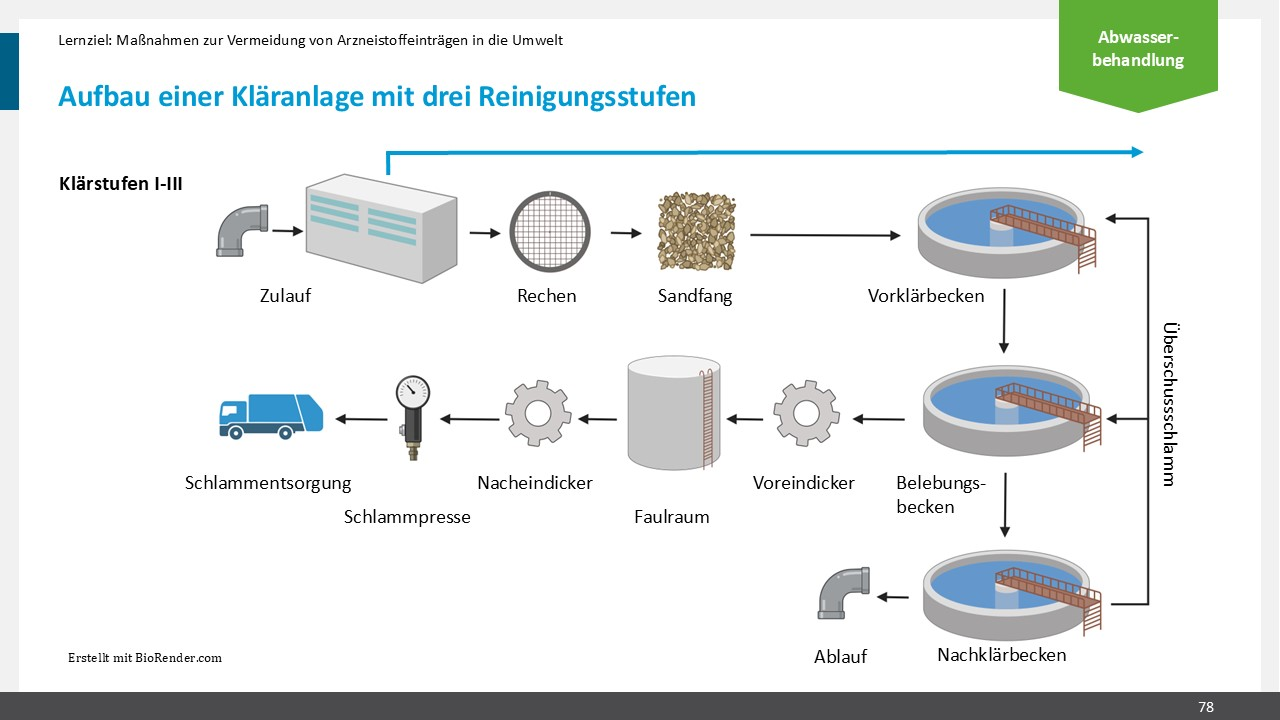 Lernziel: Maßnahmen zur Vermeidung von Arzneistoffeinträgen in die Umwelt
Abwasser-
behandlung
Aufbau einer Kläranlage mit drei Reinigungsstufen
Klärstufen I-III
Zulauf
Rechen
Sandfang
Vorklärbecken
Überschussschlamm
Schlammentsorgung
Schlammpresse
Nacheindicker
Faulraum
Voreindicker
Belebungs-
becken
Ablauf
Nachklärbecken
Erstellt mit BioRender.com
78